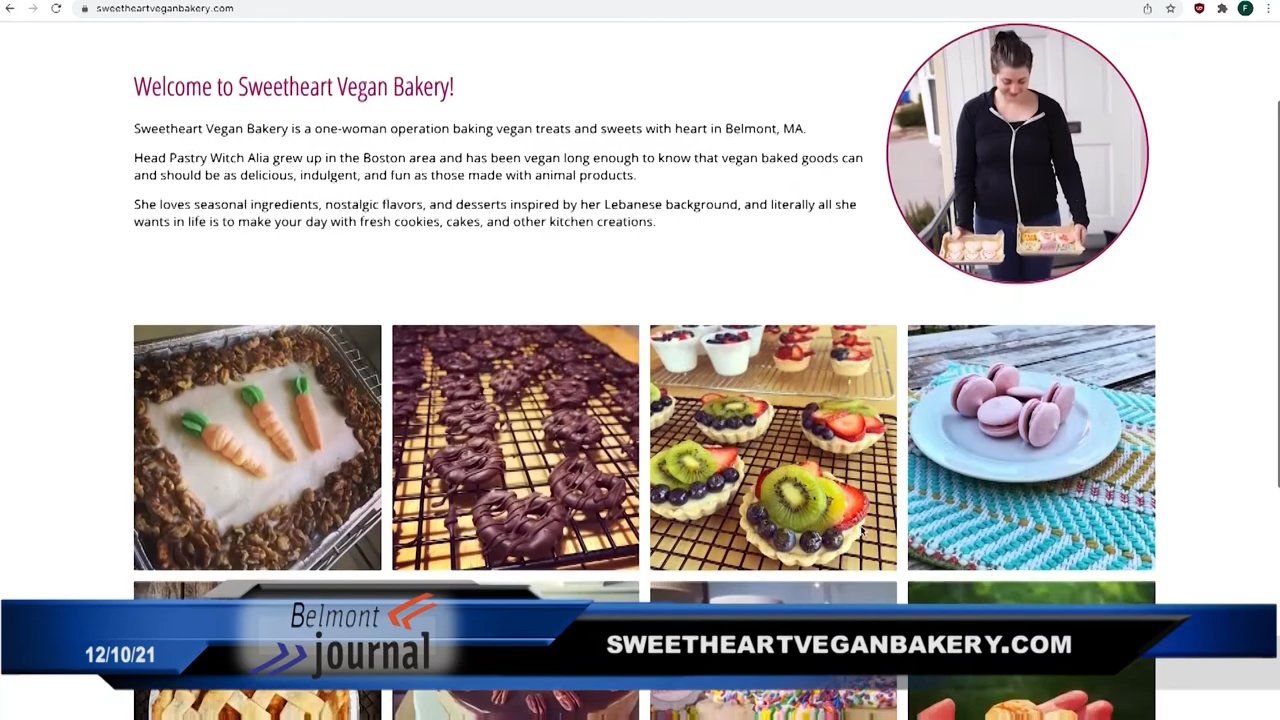 sweetheartveganbakery.com
F
Welcome to Sweetheart Vegan Bakery!
Sweetheart Vegan Bakery is a one-woman operation baking vegan treats and sweets with heart in Belmont, MA.
Head Pastry Witch Alia grew up in the Boston area and has been vegan long enough to know that vegan baked goods can
and should be as delicious, indulgent, and fun as those made with animal products.
She loves seasonal ingredients, nostalgic flavors, and desserts inspired by her Lebanese background, and literally all she
wants in life is to make your day with fresh cookies, cakes, and other kitchen creations.
Belmont
journal
12/10/21
SWEETHEARTVEGANBAKERY.COM